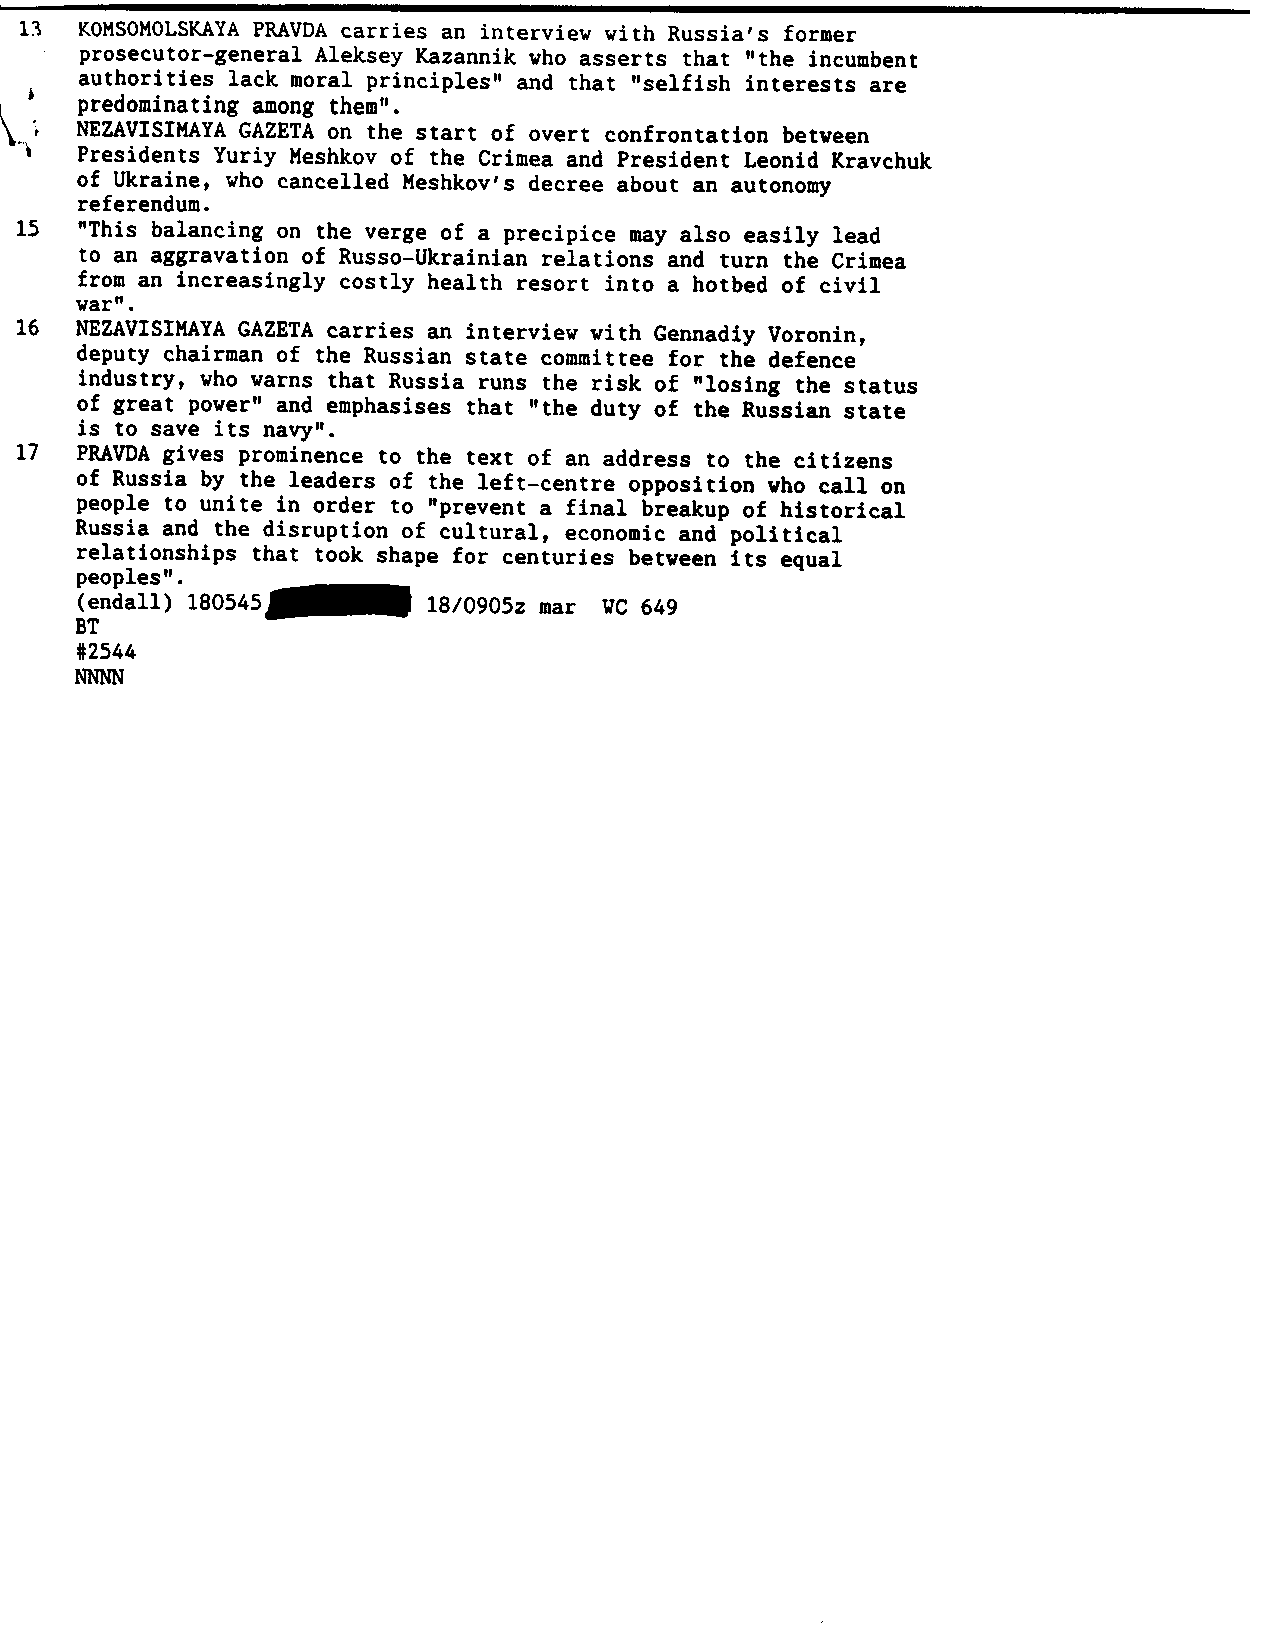 13 KOMSOMOLSKAYA PRAVDA carries an interview with Russia's former
prosecutor-general Aleksey Kazannik who asserts that "the incumbent
authorities lack moral principles" and that "selfish interests are
predominating among them".
NEZAVISIMAYA GAZETA on the start of overt confrontation between
Presidents Yuriy Meshkov of the Crimea and President Leonid Kravchuk
of Ukraine, who cancelled Meshkov's decree about an autonomy
referendum.
15 "This balancing on the verge of a precipice may also easily lead
to an aggravation of Russo-Ukrainian relations and turn the Crimea
from an increasingly costly health resort into a hotbed of civil
war".
16 NEZAVISIMAYA GAZETA carries an interview with Gennadiy Voronin,
deputy chairman of the Russian state committee for the defence
industry, who warns that Russia runs the risk of "losing the status
of great power" and emphasises that "the duty of the Russian state
is to save its navy".
17 PRAVDA gives prominence to the text of an address to the citizens
of Russia by the leaders of the left-centre opposition who call on
people to unite in order to "prevent a final breakup of historical
Russia and the disruption of cultural, economic and political
relationships that took shape for centuries between its equal
peoples".
(endall) 180545 18/0905z mar WC 649
BT
#2544
NNNN